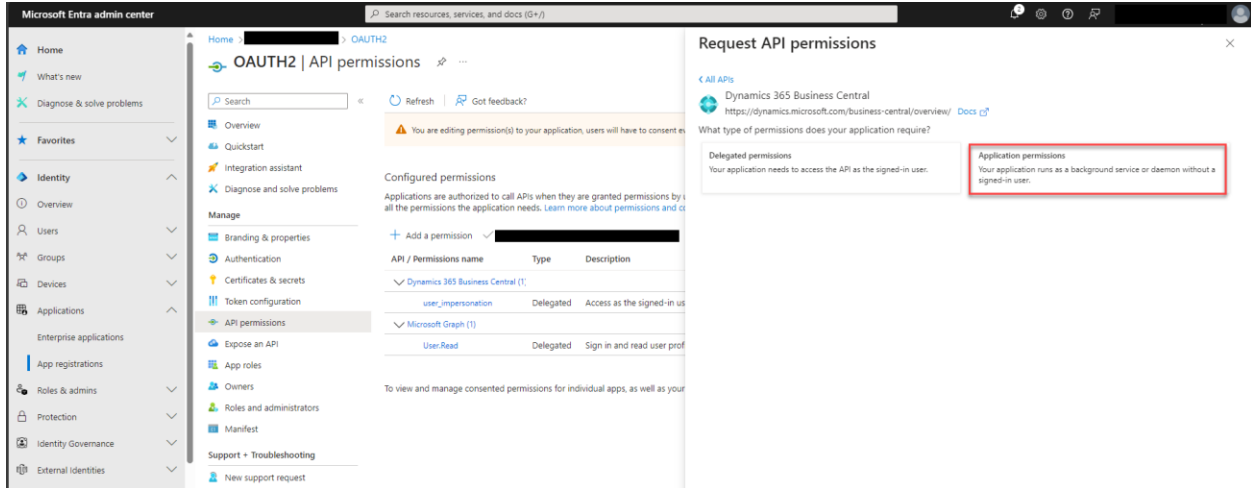 Microsoft Entra admin center
Search resources, services, and docs (G+/)
2
Home
What's new
Diagnose & solve problems
Favorites
Identity
Overview
Users
Groups
Devices
Applications
Enterprise applications
App registrations
Roles & admins
Protection
Identity Governance
External Identities
Home > > OAUTH2
OAUTH2 | API permissions
Search
Overview
Quickstart
Integration assistant
Diagnose and solve problems
Manage
Branding & properties
Authentication
Certificates & secrets
Token configuration
API permissions
Expose an API
App roles
Owners
Roles and administrators
Manifest
Support + Troubleshooting
New support request
Refresh
Got feedback?
You are editing permission(s) to your application, users will have to consent ev
Configured permissions
Applications are authorized to call APIs when they are granted permissions by u
all the permissions the application needs. Learn more about permissions and co
Add a permission
API / Permissions name Type Description
Dynamics 365 Business Central (1)
user_impersonation Delegated Access as the signed-in us
Microsoft Graph (1)
User.Read Delegated Sign in and read user prof
To view and manage consented permissions for individual apps, as well as your
Request API permissions
All APIs
Dynamics 365 Business Central
https://dynamics.microsoft.com/business-central/overview/ Docs
What type of permissions does your application require?
Delegated permissions
Your application needs to access the API as the signed-in user.
Application permissions
Your application runs as a background service or daemon without a
signed-in user.